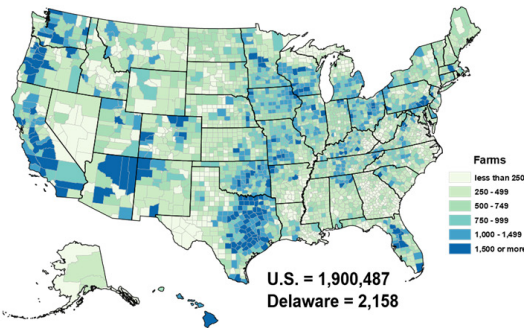 Farms
less than 250
250 - 499
500 - 749
750 - 999
1,000 - 1,499
1,500 or more
U.S. = 1,900,487
Delaware = 2,158